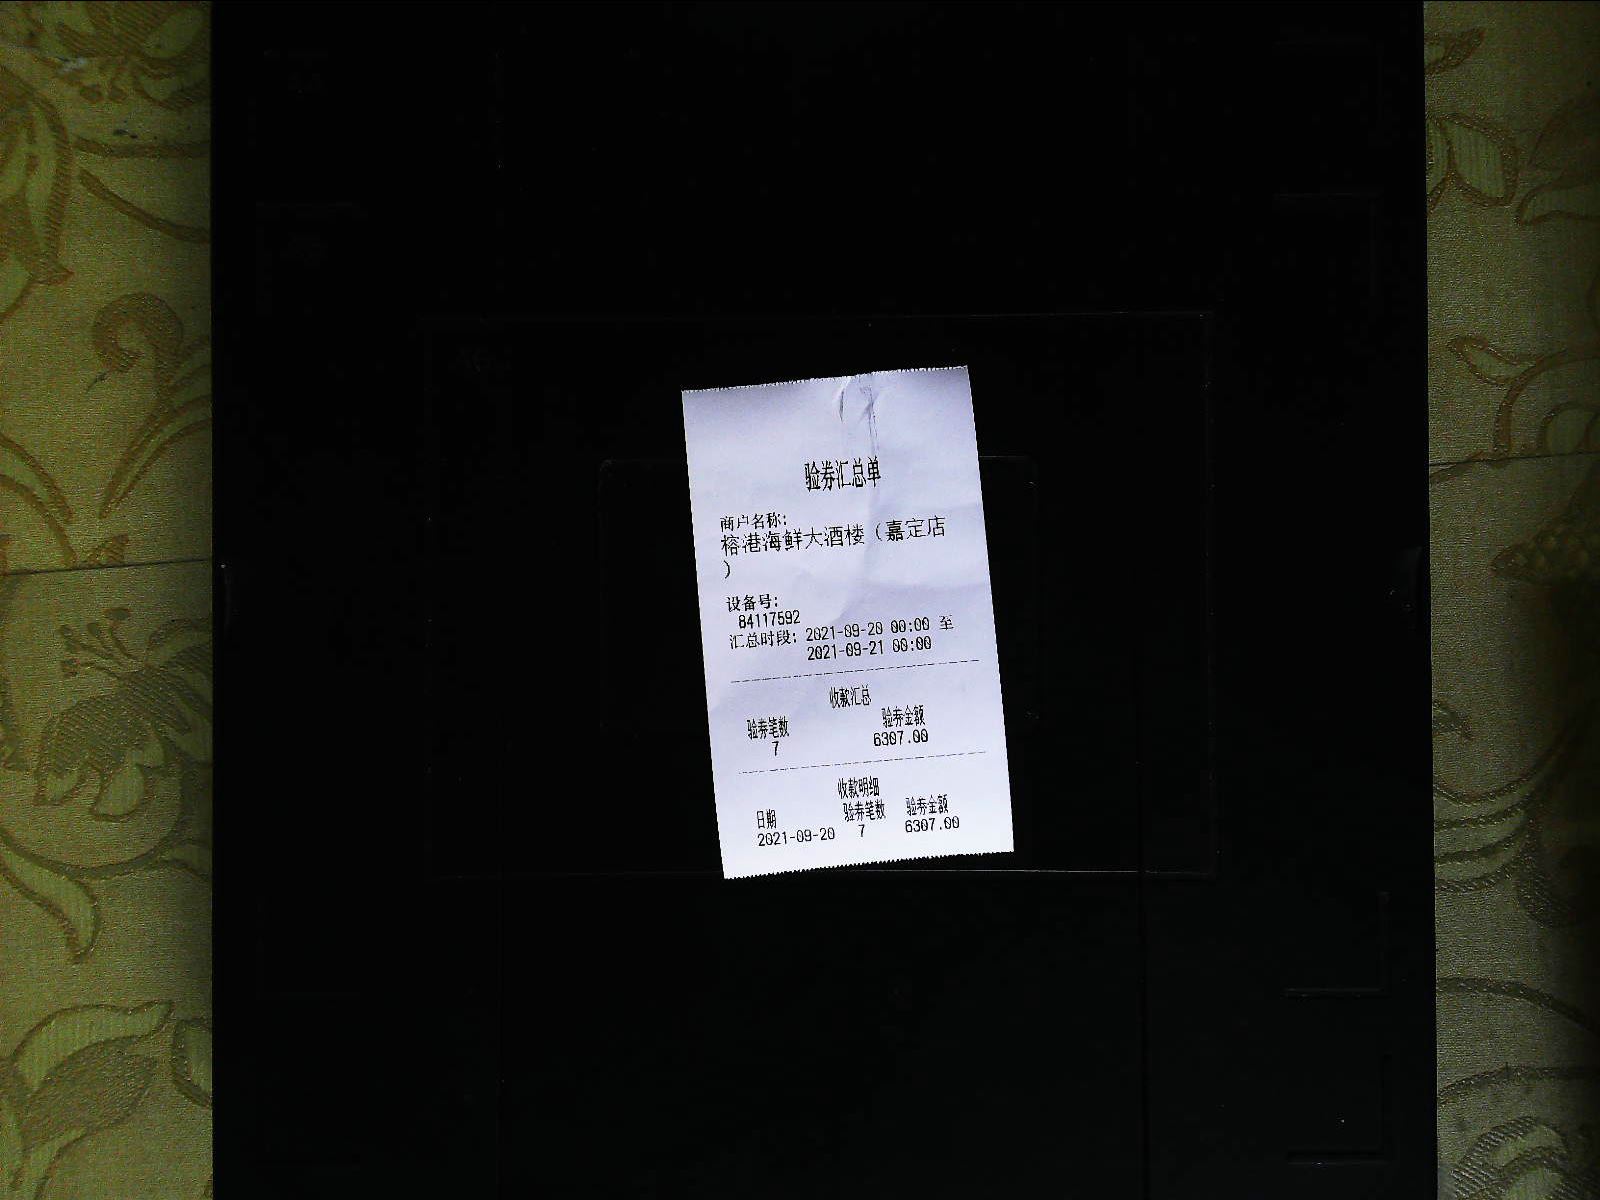 验券汇总单
商户名称:
榕港海鲜大酒楼（嘉定店
）
设备号:
84117592
汇总时段: 2021-09-20 00:00 至
2021-09-21 00:00
收款汇总
验券笔数 验券金额
7 6307.00
收款明细
日期 验券笔数 验券金额
2021-09-20 7 6307.00